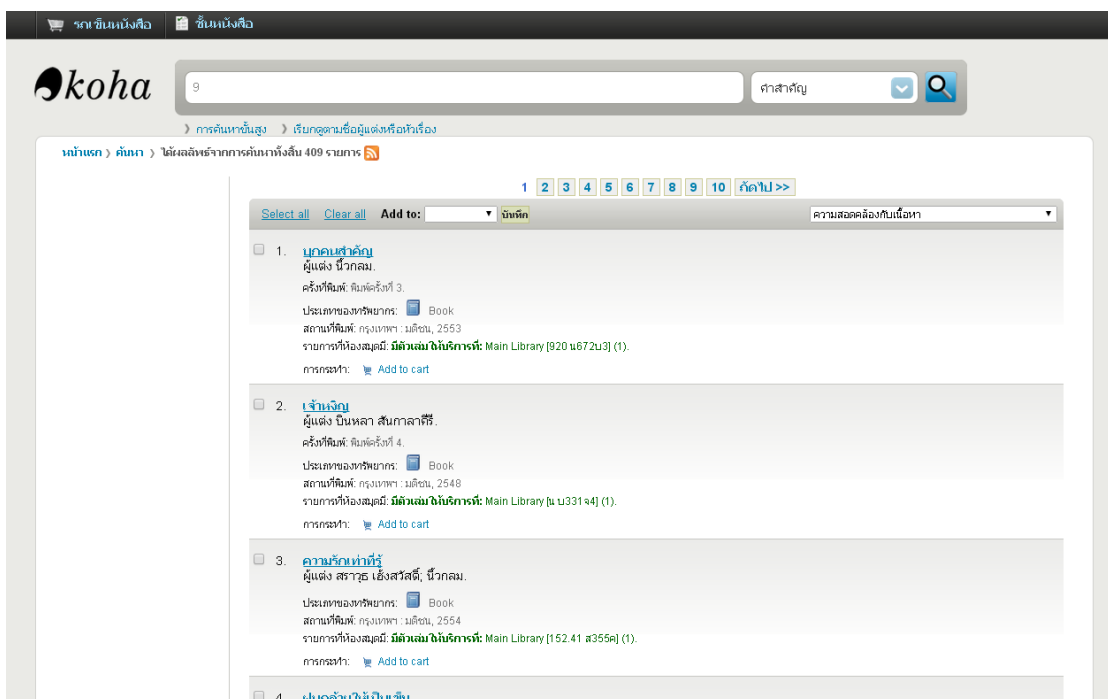 รถเข็นหนังสือ ชั้นหนังสือ
koha
9 คำสำคัญ
》 การค้นหาขั้นสูง 》 เรียกดูตามชื่อผู้แต่งหรือหัวเรื่อง
หน้าแรก 》 ค้นหา 》 ได้ผลลัพธ์จากการค้นหาทั้งสิ้น 409 รายการ
1 2 3 4 5 6 7 8 9 10 ถัดไป >>
Select all Clear all Add to: บันทึก ความสอดคล้องกับเนื้อหา
1. บุคคนสำคัญ
ผู้แต่ง นิ้วกลม.
ครั้งที่พิมพ์: พิมพ์ครั้งที่ 3.
ประเภทของทรัพยากร: Book
สถานที่พิมพ์: กรุงเทพฯ : มติชน, 2553
รายการที่ห้องสมุดมี: มีตัวเล่มให้บริการที่: Main Library [920 น672บ3] (1).
การกระทำ: Add to cart
2. เจ้าหงิญ
ผู้แต่ง บินหลา สันกาลาคีรี.
ครั้งที่พิมพ์: พิมพ์ครั้งที่ 4.
ประเภทของทรัพยากร: Book
สถานที่พิมพ์: กรุงเทพฯ : มติชน, 2548
รายการที่ห้องสมุดมี: มีตัวเล่มให้บริการที่: Main Library [น บ331จ4] (1).
การกระทำ: Add to cart
3. ความรักเท่าที่รู้
ผู้แต่ง สราวุธ เฮ้งสวัสดิ์; นิ้วกลม.
ประเภทของทรัพยากร: Book
สถานที่พิมพ์: กรุงเทพฯ : มติชน, 2554
รายการที่ห้องสมุดมี: มีตัวเล่มให้บริการที่: Main Library [152.41 ส355ค] (1).
การกระทำ: Add to cart
4.